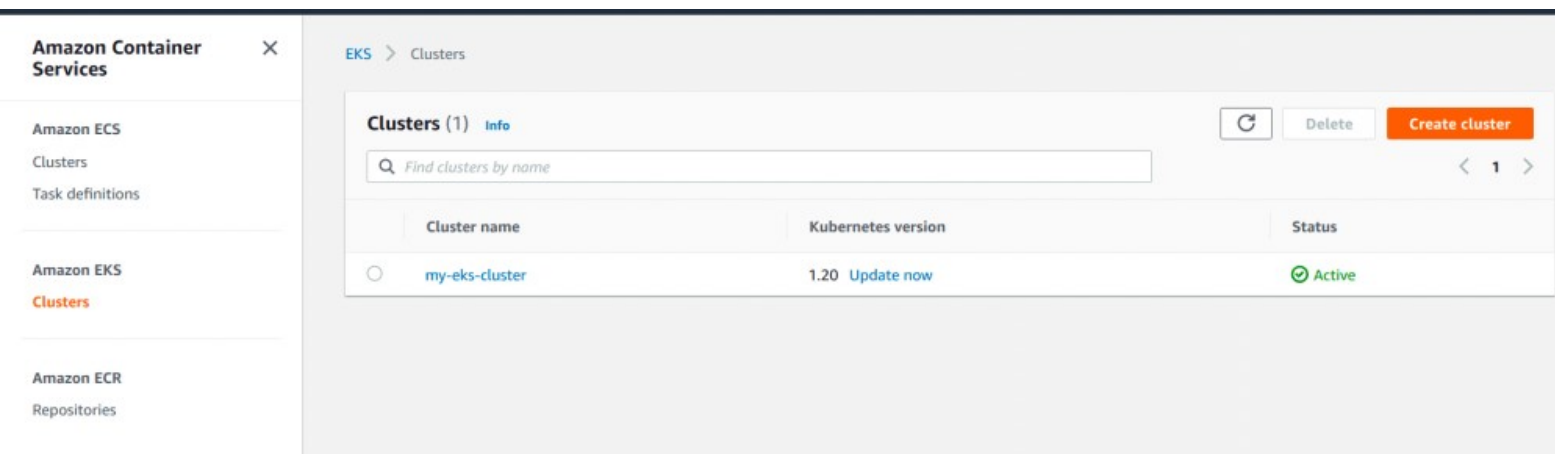 Amazon Container
Services
Amazon ECS
Clusters
Task definitions
Amazon EKS
Clusters
Amazon ECR
Repositories
EKS > Clusters
Clusters (1) Info
Delete
Create cluster
Find clusters by name
< 1 >
Cluster name Kubernetes version Status
my-eks-cluster 1.20 Update now Active